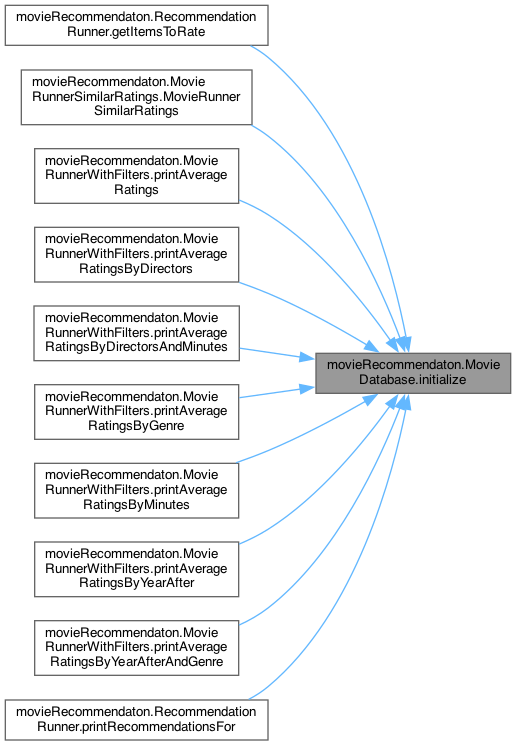 movieRecommendaton.Recommendation
Runner.getItemsToRate
movieRecommendaton.Movie
RunnerSimilarRatings.MovieRunner
SimilarRatings
movieRecommendaton.Movie
RunnerWithFilters.printAverage
Ratings
movieRecommendaton.Movie
RunnerWithFilters.printAverage
RatingsByDirectors
movieRecommendaton.Movie
RunnerWithFilters.printAverage
RatingsByDirectorsAndMinutes
movieRecommendaton.Movie
Database.initialize
movieRecommendaton.Movie
RunnerWithFilters.printAverage
RatingsByGenre
movieRecommendaton.Movie
RunnerWithFilters.printAverage
RatingsByMinutes
movieRecommendaton.Movie
RunnerWithFilters.printAverage
RatingsByYearAfter
movieRecommendaton.Movie
RunnerWithFilters.printAverage
RatingsByYearAfterAndGenre
movieRecommendaton.Recommendation
Runner.printRecommendationsFor